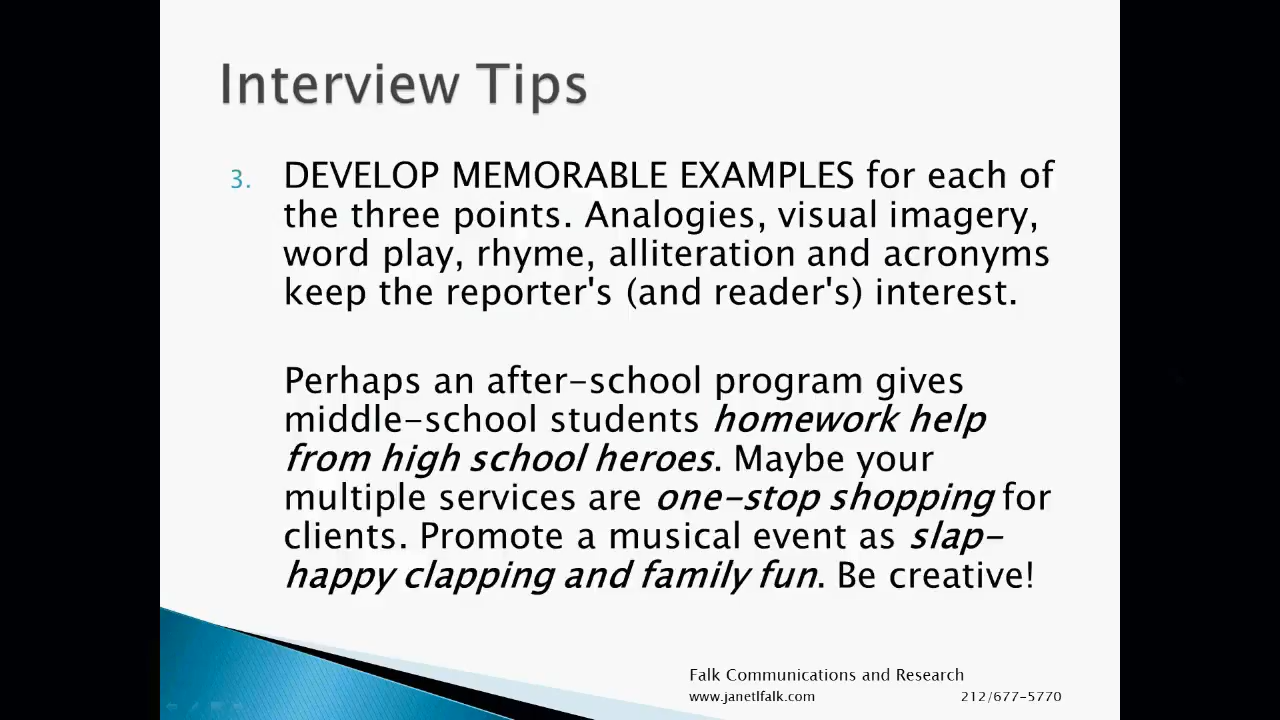 Interview Tips
3. DEVELOP MEMORABLE EXAMPLES for each of
the three points. Analogies, visual imagery,
word play, rhyme, alliteration and acronyms
keep the reporter's (and reader's) interest.
Perhaps an after-school program gives
middle-school students homework help
from high school heroes. Maybe your
multiple services are one-stop shopping for
clients. Promote a musical event as slap-
happy clapping and family fun. Be creative!
Falk Communications and Research
www.janetlfalk.com 212/677-5770